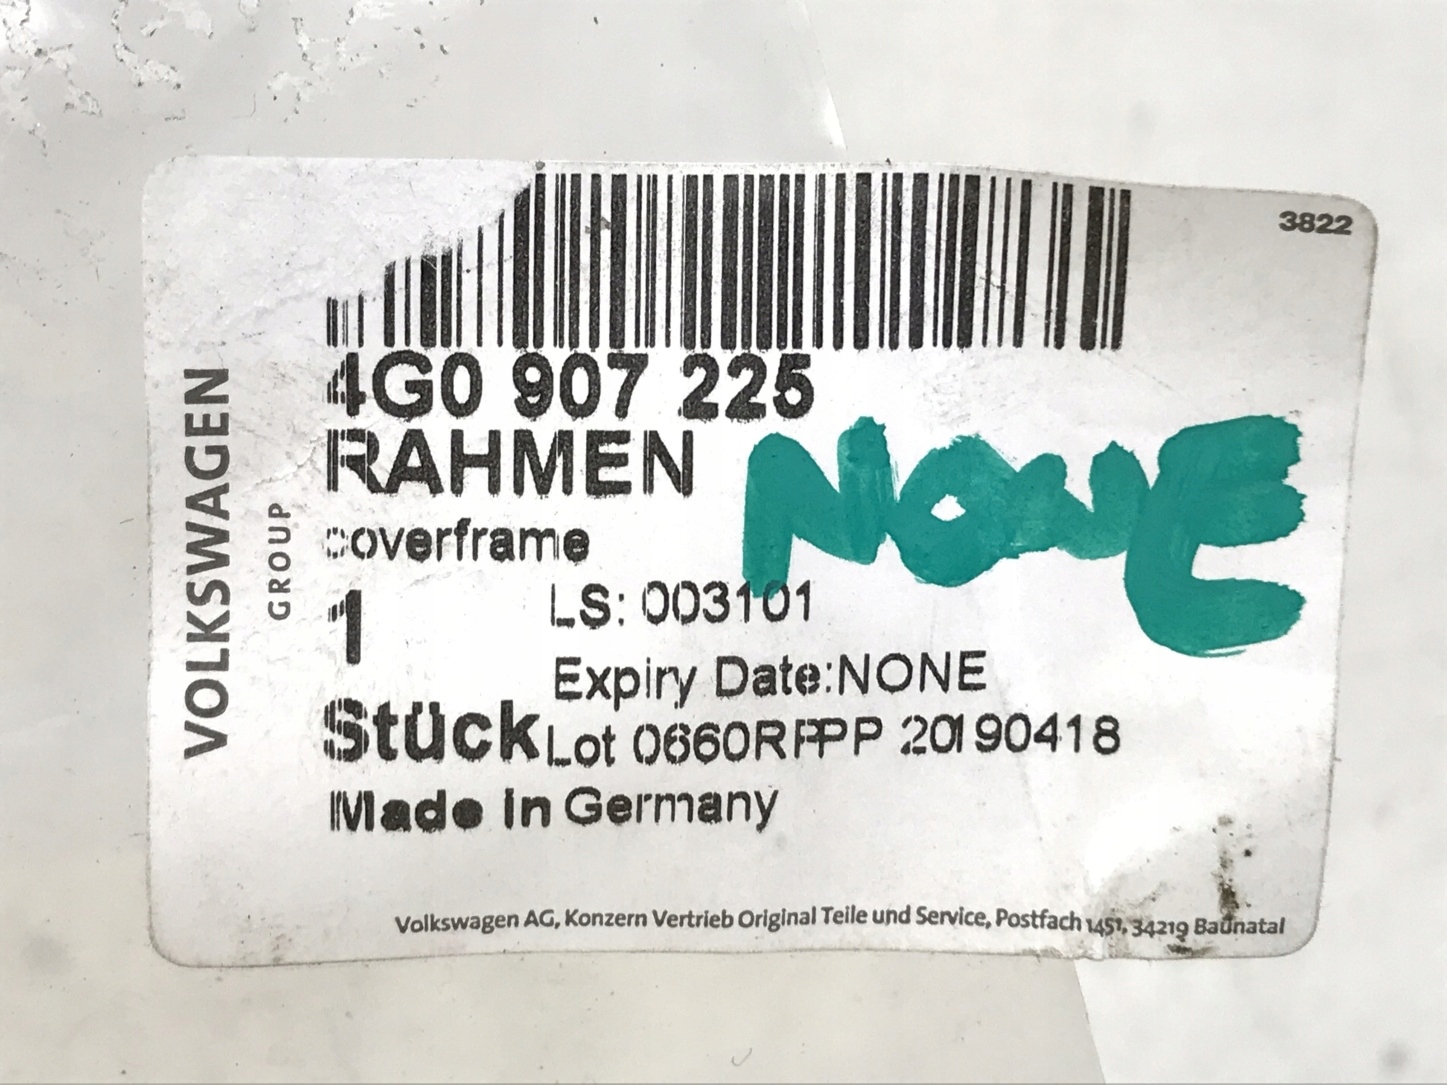 3822
4G0 907 225
RAHMEN
NONE
coverframe
1
LS: 003101
Expiry Date:NONE
Stück
Lot 0660RPPP 20190418
Made In Germany
VOLKSWAGEN
GROUP
Volkswagen AG, Konzern Vertrieb Original Teile und Service, Postfach 1451, 34219 Baunatal